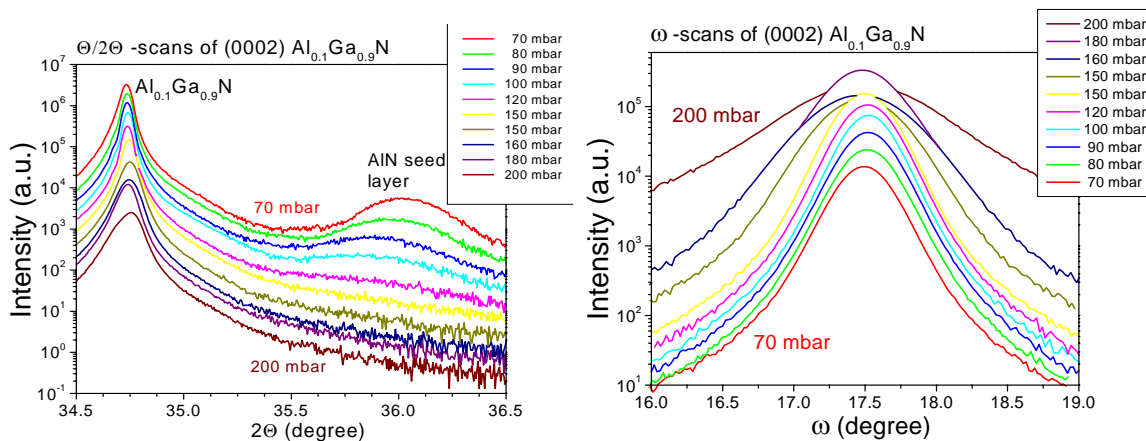 Θ/2Θ -scans of (0002) Al0.1Ga0.9N
Al0.1Ga0.9N
AlN seed
layer
70 mbar
200 mbar
70 mbar
80 mbar
90 mbar
100 mbar
120 mbar
150 mbar
150 mbar
160 mbar
180 mbar
200 mbar
Intensity (a.u.)
10^7
10^6
10^5
10^4
10^3
10^2
10^1
10^0
10^-1
34.5 35.0 35.5 36.0 36.5
2Θ (degree)
ω -scans of (0002) Al0.1Ga0.9N
200 mbar
70 mbar
200 mbar
180 mbar
160 mbar
150 mbar
150 mbar
120 mbar
100 mbar
90 mbar
80 mbar
70 mbar
Intensity (a.u.)
10^5
10^4
10^3
10^2
10^1
16.0 16.5 17.0 17.5 18.0 18.5 19.0
ω (degree)